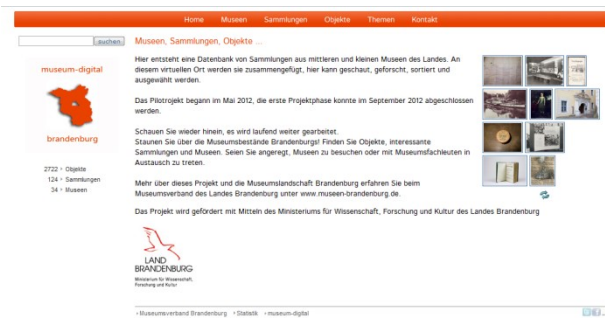 Home Museen Sammlungen Objekte Themen Kontakt
suchen
museum-digital
brandenburg
2722 Objekte
124 Sammlungen
34 Museen
Museen, Sammlungen, Objekte ...
Hier entsteht eine Datenbank von Sammlungen aus mittleren und kleinen Museen des Landes. An
diesem virtuellen Ort werden sie zusammengefügt, hier kann geschaut, geforscht, sortiert und
ausgewählt werden.
Das Pilotrojekt begann im Mai 2012, die erste Projektphase konnte im September 2012 abgeschlossen
werden.
Schauen Sie wieder hinein, es wird laufend weiter gearbeitet.
Staunen Sie über die Museumsbestände Brandenburgs! Finden Sie Objekte, interessante
Sammlungen und Museen. Seien Sie angeregt, Museen zu besuchen oder mit Museumsfachleuten in
Austausch zu treten.
Mehr über dieses Projekt und die Museumslandschaft Brandenburg erfahren Sie beim
Museumsverband des Landes Brandenburg unter www.museen-brandenburg.de.
Das Projekt wird gefördert mit Mitteln des Ministeriums für Wissenschaft, Forschung und Kultur des Landes Brandenburg
LAND
BRANDENBURG
Ministerium für Wissenschaft,
Forschung und Kultur
Museumsverband Brandenburg Statistik museum-digital